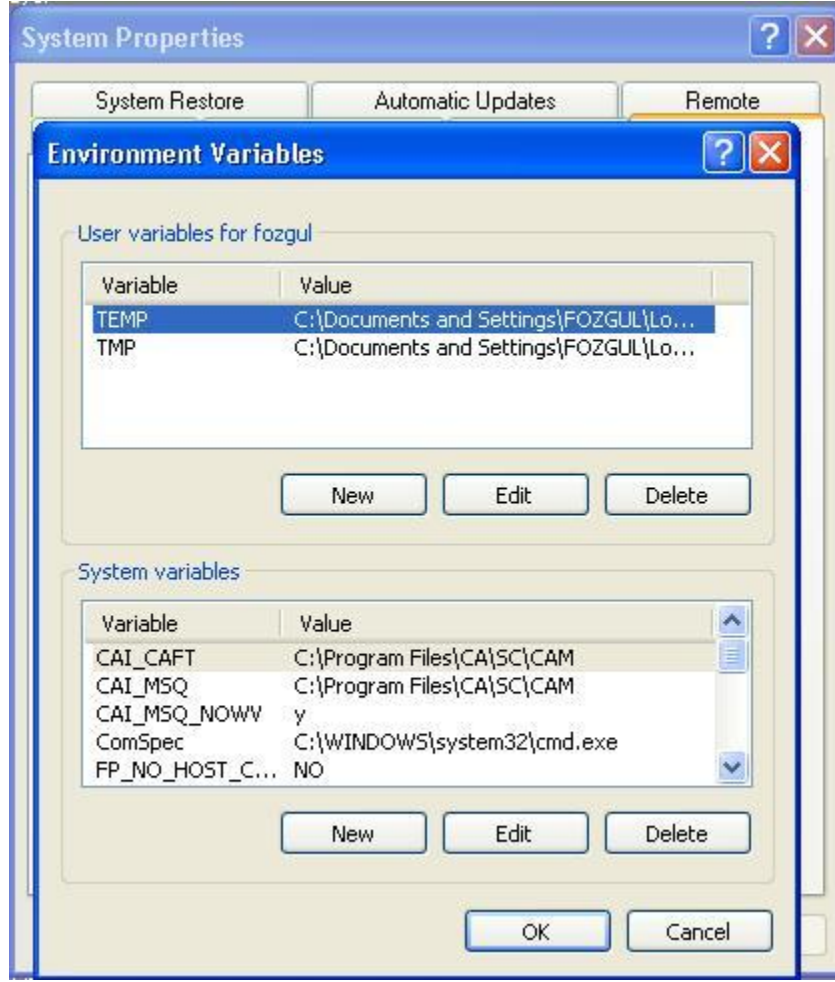 System Properties
System Restore Automatic Updates Remote
Environment Variables
User variables for fozgul
Variable Value
TEMP C:\Documents and Settings\FOZGUL\Lo...
TMP C:\Documents and Settings\FOZGUL\Lo...
New Edit Delete
System variables
Variable Value
CAI_CAFT C:\Program Files\CA\SC\CAM
CAI_MSQ C:\Program Files\CA\SC\CAM
CAI_MSQ_NOWV y
ComSpec C:\WINDOWS\system32\cmd.exe
FP_NO_HOST_C... NO
New Edit Delete
OK Cancel